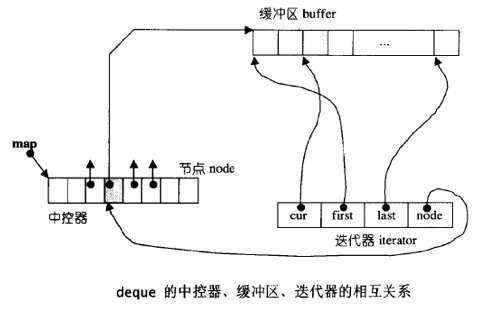 缓冲区 buffer
...
map
节点 node
中控器
cur first last node
迭代器 iterator
deque 的中控器、缓冲区、迭代器的相互关系